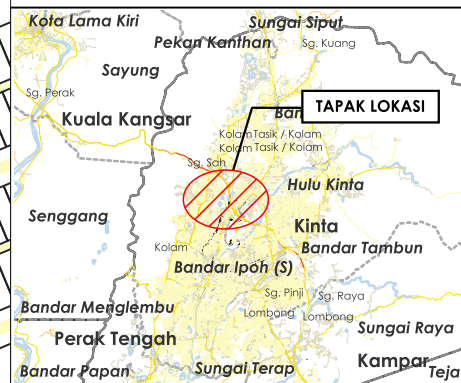 Kota Lama Kiri
Sungai Siput
Pekan Kanthan
Sg. Kuang
Sayung
Sg. Perak
TAPAK LOKASI
Ban
Kuala Kangsar
Kolam Tasik / Kolam
Kolam Tasik / Kolam
Sg. Sah
Hulu Kinta
Senggang
Kinta
Kolam
Bandar Tambun
Bandar Ipoh (S)
Sg. Pinji
Sg. Raya
Bandar Menglembu
Lombong
Lombong
Sungai Raya
Perak Tengah
Kampar
Bandar Papan
Sungai Terap
Teja